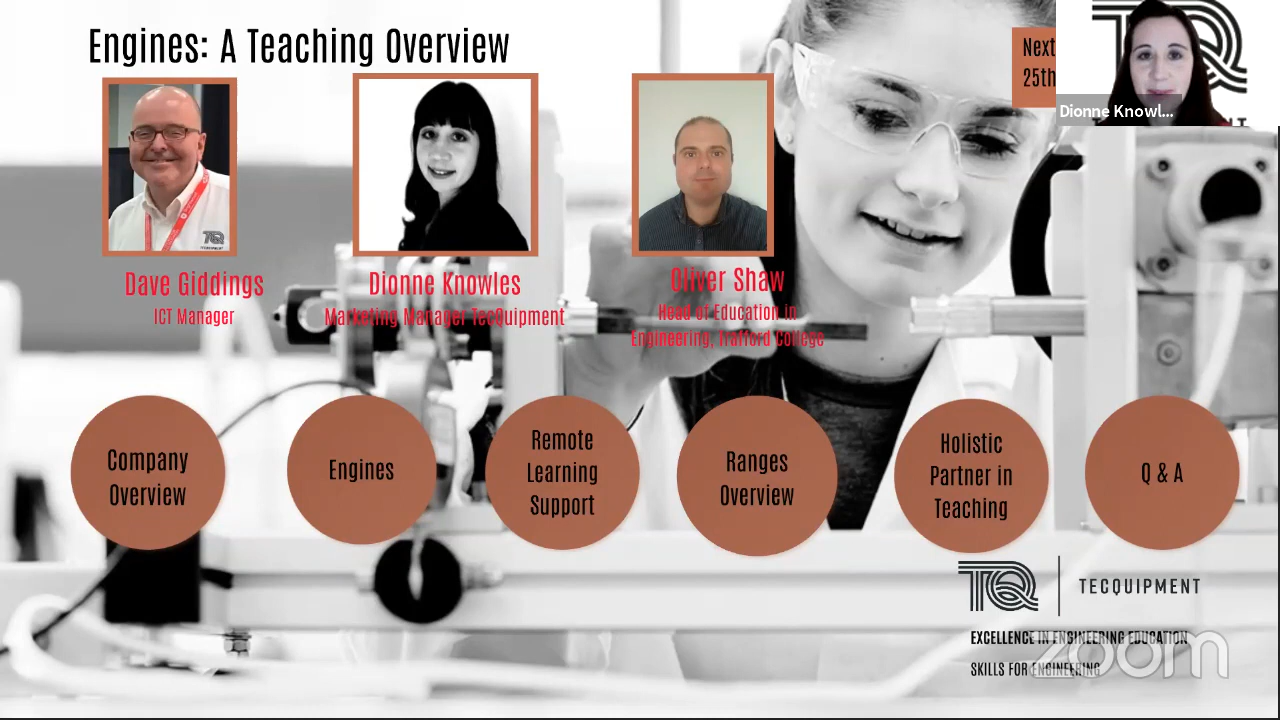 Engines: A Teaching Overview
Next
25th
Dionne Knowl...
Dave Giddings
ICT Manager
Dionne Knowles
Marketing Manager TecQuipment
Oliver Shaw
Head of Education in
Engineering, Trafford College
Company
Overview
Engines
Remote
Learning
Support
Ranges
Overview
Holistic
Partner in
Teaching
Q & A
TQ TECQUIPMENT
EXCELLENCE IN ENGINEERING EDUCATION
SKILLS FOR ENGINEERING
zoom